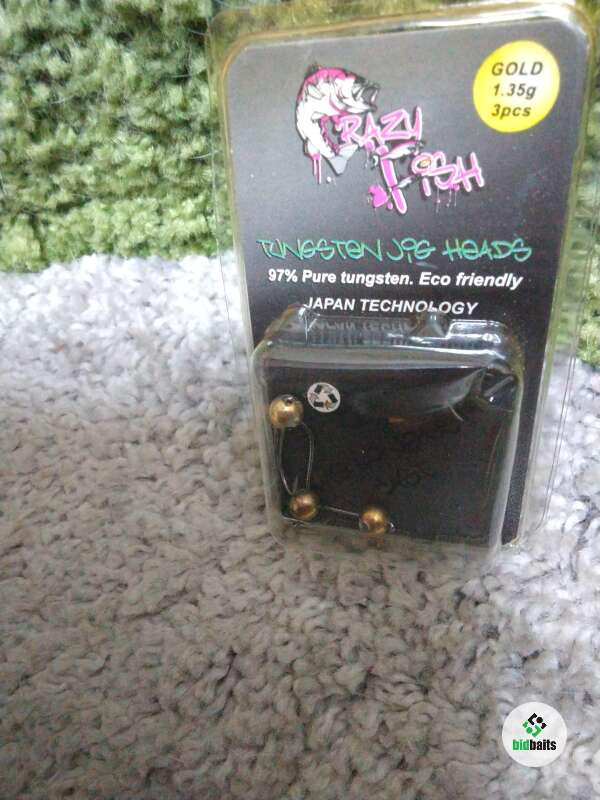 GOLD
1.35g
3pcs
CRAZY
FISH
TUNGSTEN JIG HEADS
97% Pure tungsten. Eco friendly
JAPAN TECHNOLOGY
bidbaits